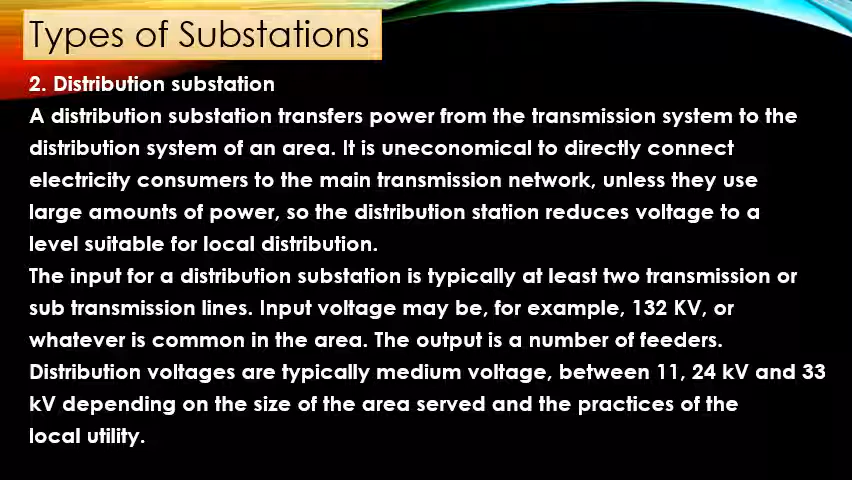 Types of Substations
2. Distribution substation
A distribution substation transfers power from the transmission system to the
distribution system of an area. It is uneconomical to directly connect
electricity consumers to the main transmission network, unless they use
large amounts of power, so the distribution station reduces voltage to a
level suitable for local distribution.
The input for a distribution substation is typically at least two transmission or
sub transmission lines. Input voltage may be, for example, 132 KV, or
whatever is common in the area. The output is a number of feeders.
Distribution voltages are typically medium voltage, between 11, 24 kV and 33
kV depending on the size of the area served and the practices of the
local utility.